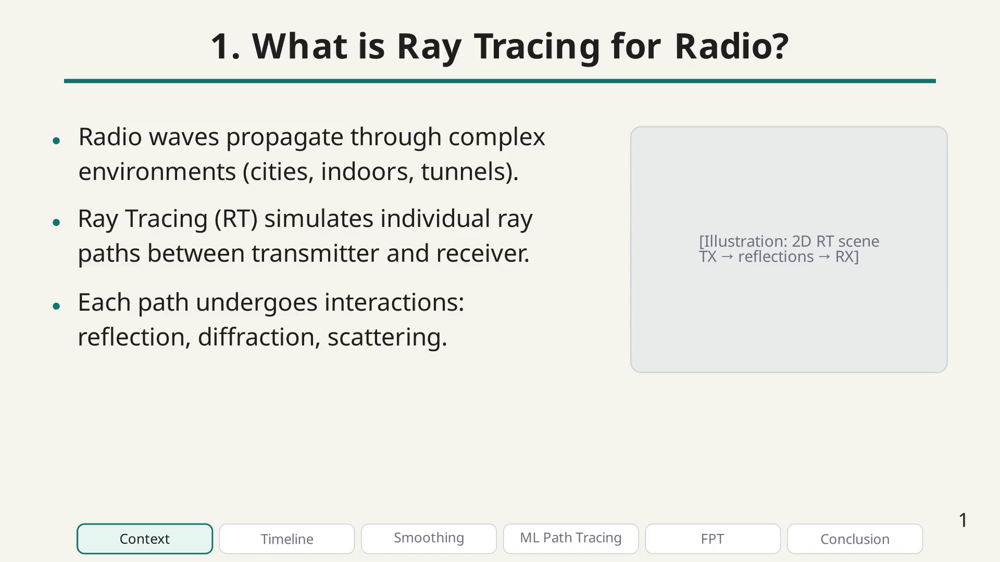 1. What is Ray Tracing for Radio?
• Radio waves propagate through complex
environments (cities, indoors, tunnels).
• Ray Tracing (RT) simulates individual ray
paths between transmitter and receiver.
• Each path undergoes interactions:
reflection, diffraction, scattering.
[Illustration: 2D RT scene
TX → reflections → RX]
1
Context
Timeline
Smoothing
ML Path Tracing
FPT
Conclusion